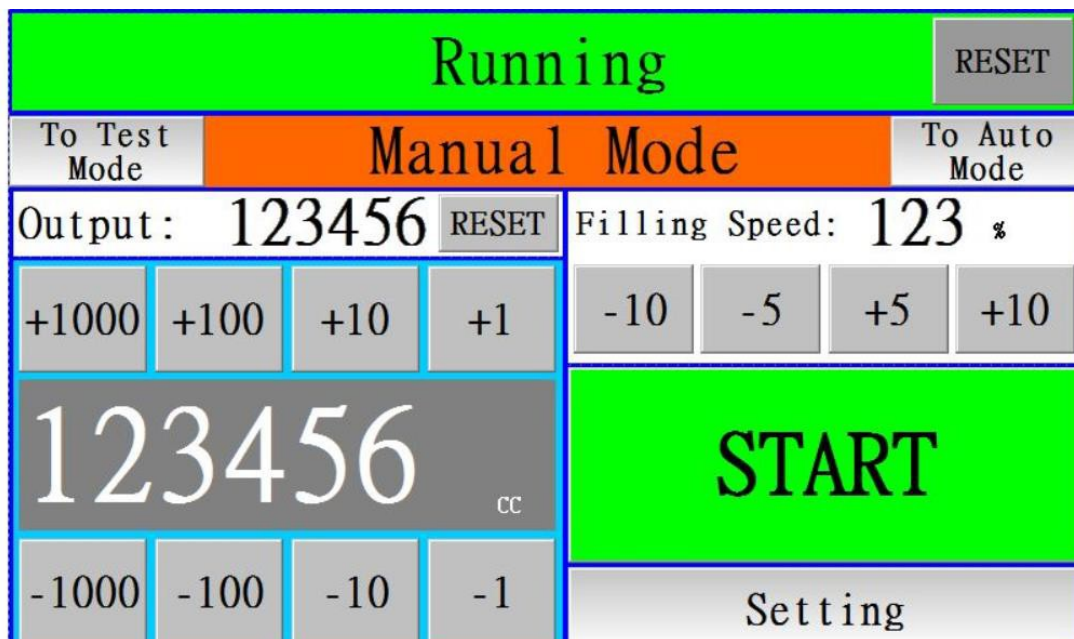 Running
RESET
To Test
Mode
Manual Mode
To Auto
Mode
Output: 123456 RESET
Filling Speed: 123 %
+1000 +100 +10 +1
-10 -5 +5 +10
123456 CC
START
-1000 -100 -10 -1
Setting